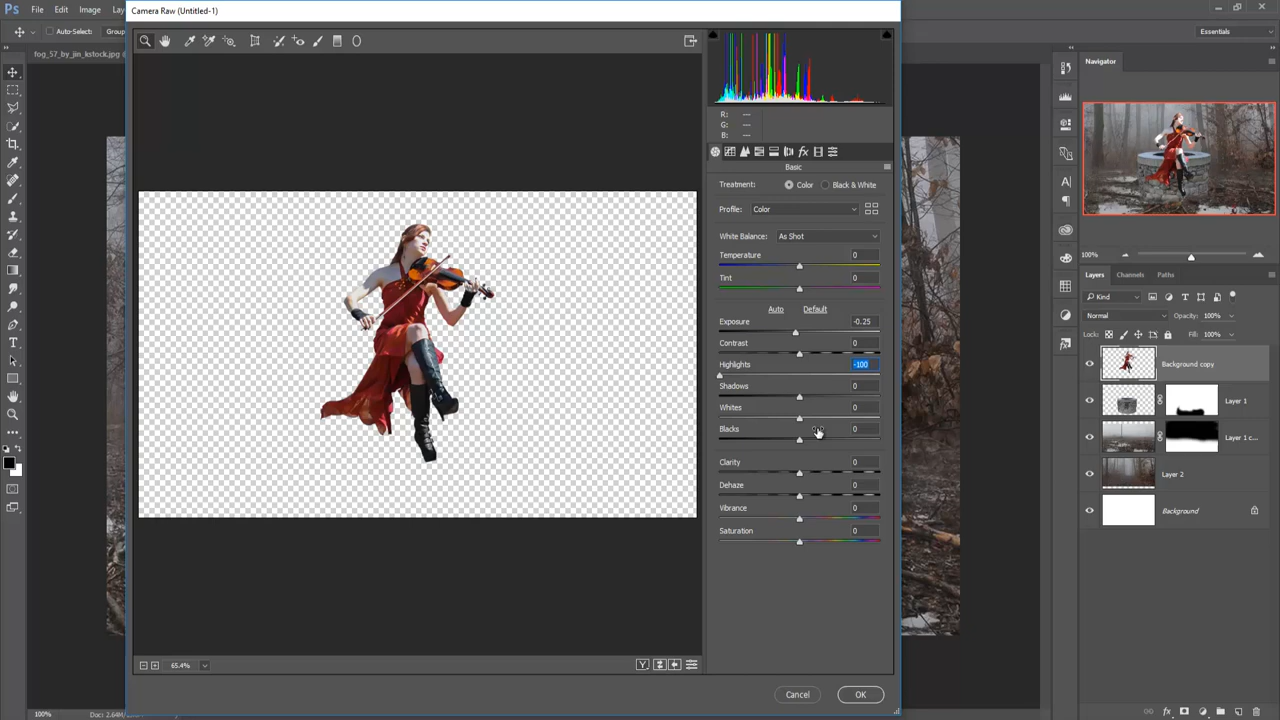 Ps File Edit Image Lay
Camera Raw (Untitled-1)
Auto-Select: Group
Essentials
fog_57_by_jin_kstock.jpg @
Navigator
R: ---
G: ---
B: ---
Basic
Treatment: Color Black & White
Profile: Color
White Balance: As Shot
Temperature 0
Tint 0
Auto Default
Exposure -0.25
Contrast 0
Highlights -100
Shadows 0
Whites 0
Blacks 0
Clarity 0
Dehaze 0
Vibrance 0
Saturation 0
65.4%
Cancel OK
100%
Layers Channels Paths
Kind
Normal Opacity: 100%
Lock: Fill: 100%
Background copy
Layer 1
Layer 1 c...
Layer 2
Background
100% Doc: 2.64M/